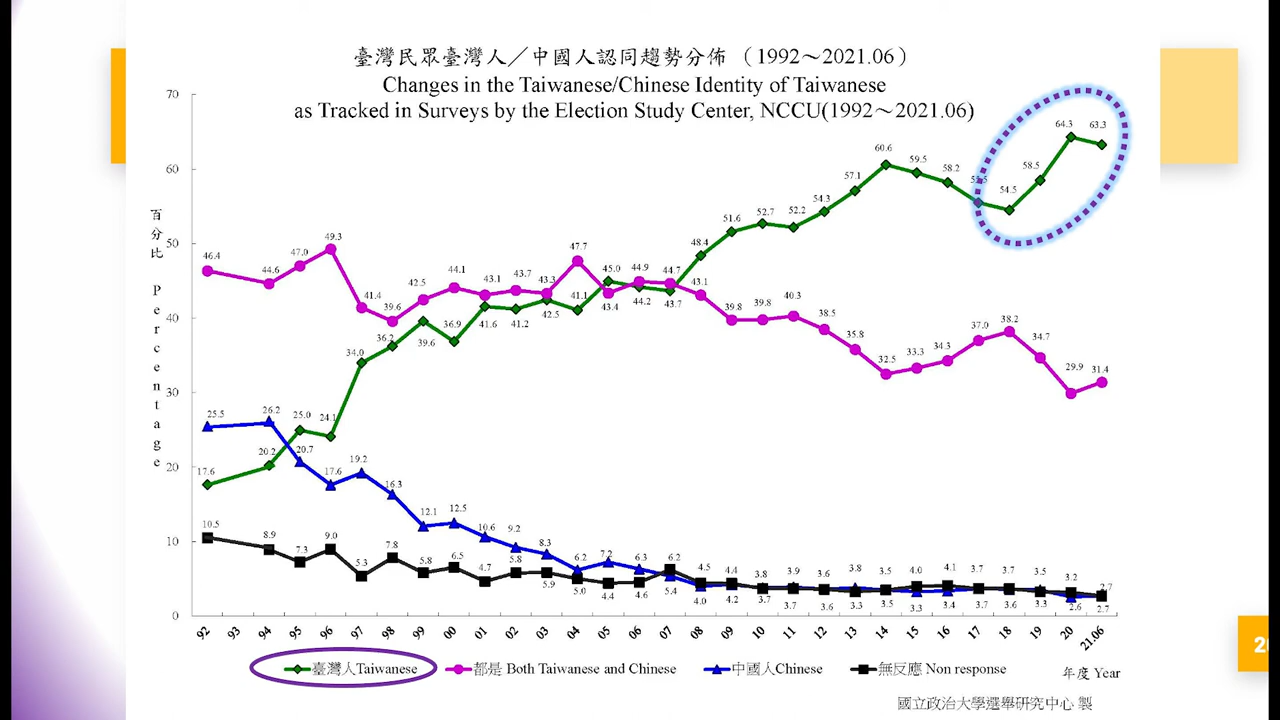 臺灣民眾臺灣人／中國人認同趨勢分佈 （1992～2021.06）
Changes in the Taiwanese/Chinese Identity of Taiwanese
as Tracked in Surveys by the Election Study Center, NCCU(1992～2021.06)
百分比 Percentage
70
60
50
40
30
20
10
0
60.6 59.5 58.2 55.5 54.5 58.5 64.3 63.3
17.6 20.2 25.0 24.1 34.0 36.2 39.6 36.9 41.6 41.2 42.5 41.1 45.0 44.2 43.7 48.4 51.6 52.7 52.2 54.3 57.1
46.4 44.6 47.0 49.3 41.4 39.6 42.5 44.1 43.1 43.7 43.3 47.7 43.4 44.9 44.7 43.1 39.8 39.8 40.3 38.5 35.8 32.5 33.3 34.3 37.0 38.2 34.7 29.9 31.4
25.5 26.2 20.7 17.6 19.2 16.3 12.1 12.5 10.6 9.2 8.3 6.2 7.2 6.3 5.4 4.0 4.2 3.8 3.9 3.6 3.8 3.5 3.3 3.4 3.7 3.7 3.5 2.6 2.7
10.5 8.9 7.3 9.0 5.3 7.8 5.8 6.5 4.7 5.8 5.9 5.0 4.4 4.6 6.2 4.5 4.4 3.7 3.7 3.6 3.3 3.5 4.0 4.1 3.7 3.6 3.3 3.2 2.7
92 93 94 95 96 97 98 99 00 01 02 03 04 05 06 07 08 09 10 11 12 13 14 15 16 17 18 19 20 21.06
臺灣人Taiwanese 都是 Both Taiwanese and Chinese 中國人Chinese 無反應 Non response
年度 Year
國立政治大學選舉研究中心 製